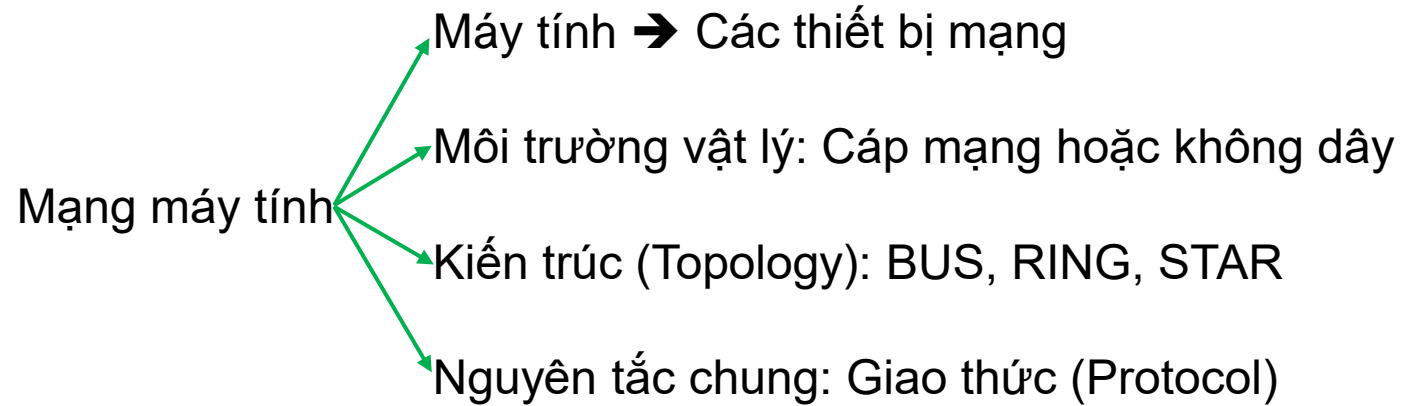 Máy tính ➔ Các thiết bị mạng
Môi trường vật lý: Cáp mạng hoặc không dây
Mạng máy tính
Kiến trúc (Topology): BUS, RING, STAR
Nguyên tắc chung: Giao thức (Protocol)